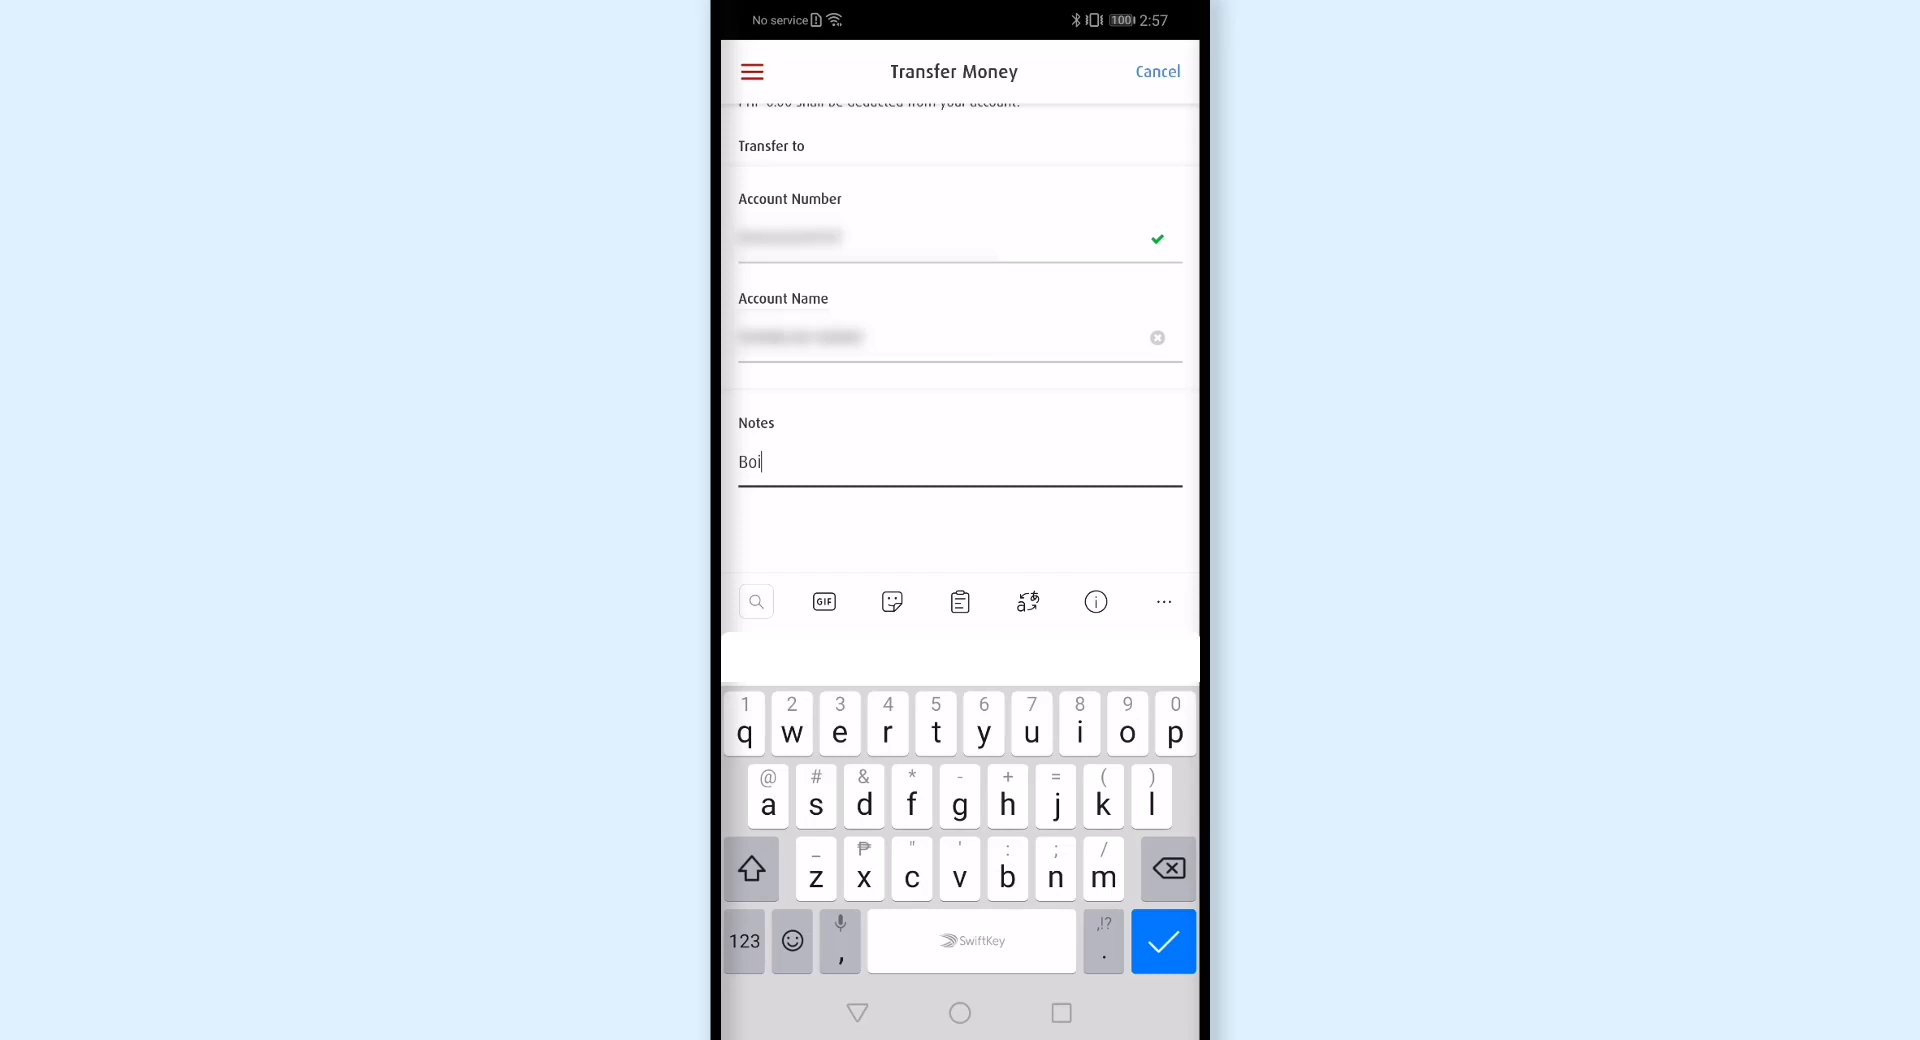 No service 100 2:57
Transfer Money Cancel
Transfer to
Account Number
Account Name
Notes
Boi
GIF
1 2 3 4 5 6 7 8 9 0
q w e r t y u i o p
@ # & * - + = ( )
a s d f g h j k l
_ ₱ " ' : ; /
z x c v b n m
,!?
123 , SwiftKey .